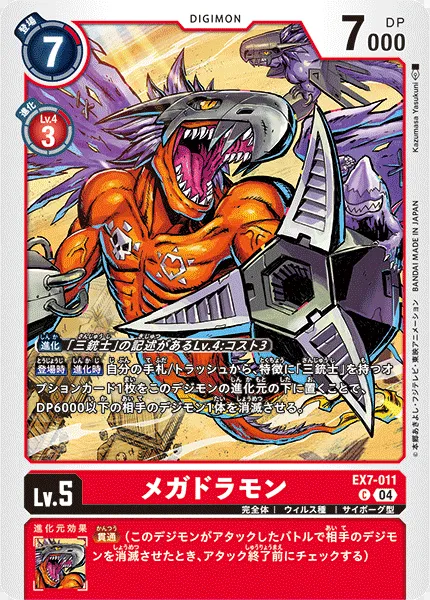 登場
7
DIGIMON
7000 DP
進化
Lv.4
3
Kazumasa Yasukuni
©本郷あきよし・フジテレビ・東映アニメーション BANDAI MADE IN JAPAN
進化 「三銃士」の記述があるLv.4:コスト3
登場時 進化時 自分の手札/トラッシュから、特徴に「三銃士」を持つオ
プションカード1枚をこのデジモンの進化元の下に置くことで、
DP6000以下の相手のデジモン1体を消滅させる。
Lv.5
メガドラモン
EX7-011
C 04
完全体 | ウィルス種 | サイボーグ型
進化元効果
貫通 (このデジモンがアタックしたバトルで相手のデジモ
ンを消滅させたとき、アタック終了前にチェックする)